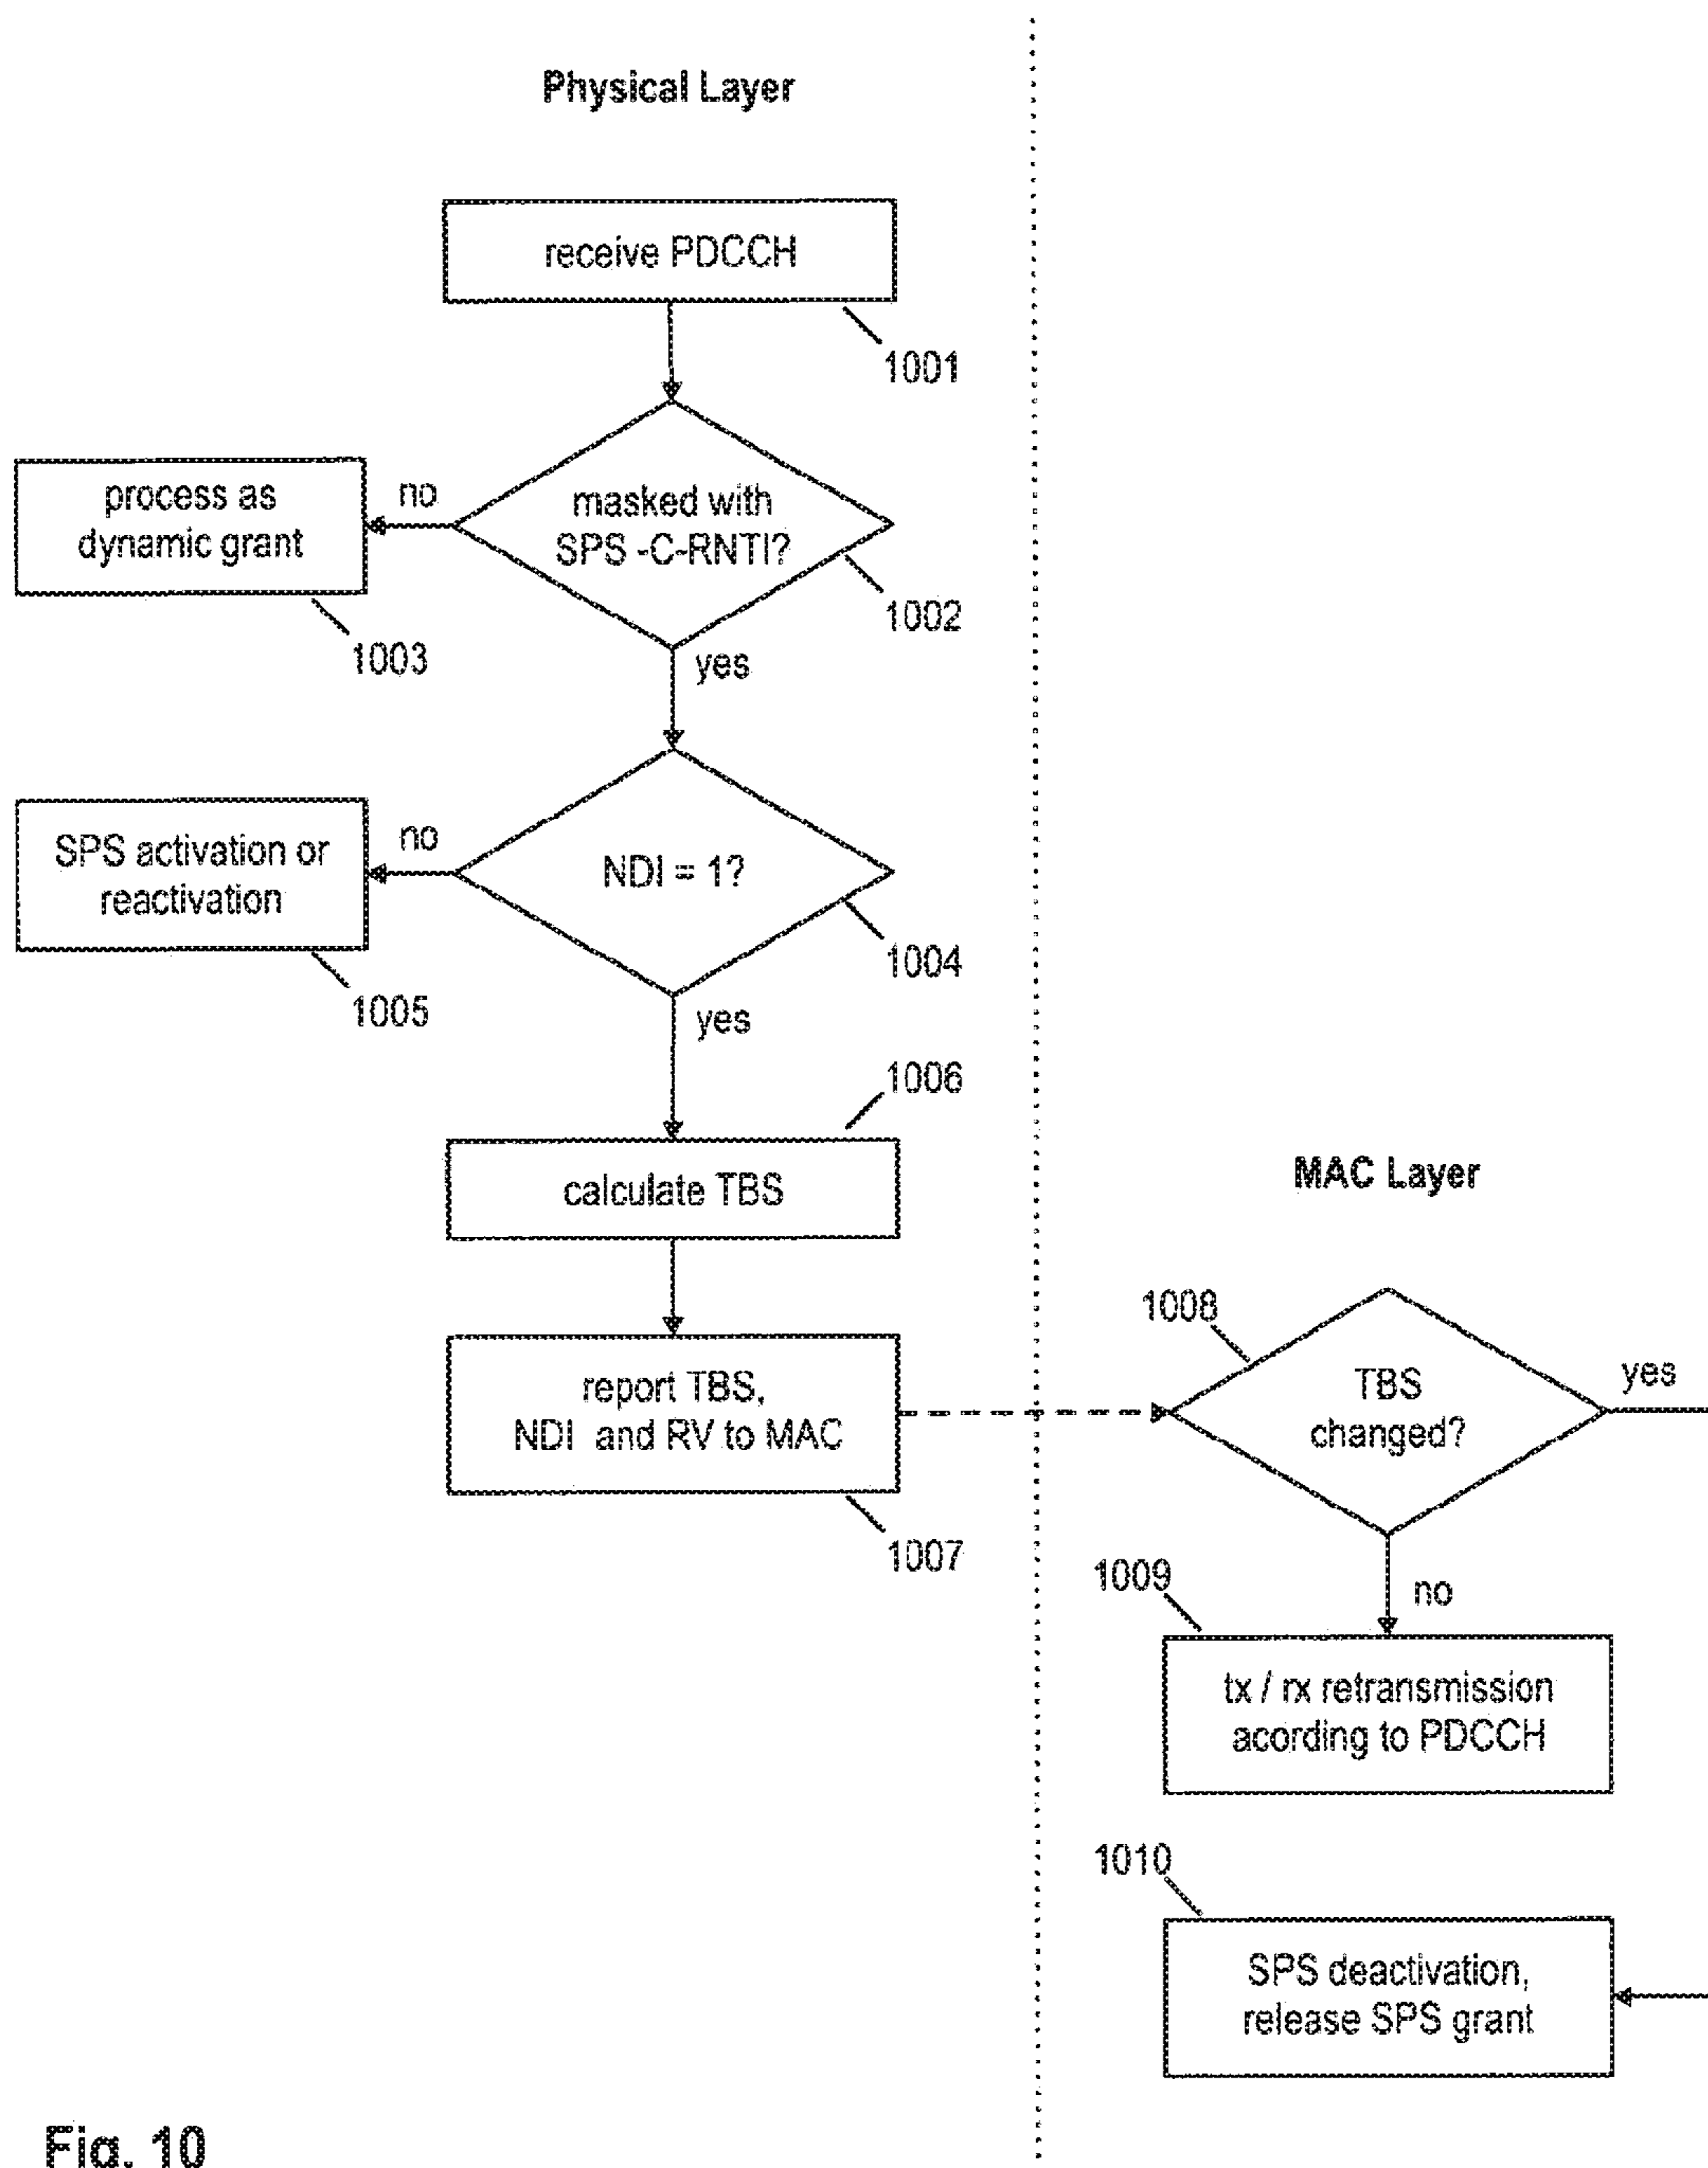 Physical Layer
receive PDCCH
1001
masked with
SPS -C-RNTI?
1002
no
process as
dynamic grant
1003
yes
NDI = 1?
1004
no
SPS activation or
reactivation
1005
yes
1006
calculate TBS
report TBS,
NDI and RV to MAC
1007
MAC Layer
1008
TBS
changed?
yes
no
1009
tx / rx retransmission
acording to PDCCH
1010
SPS deactivation,
release SPS grant
Fig. 10